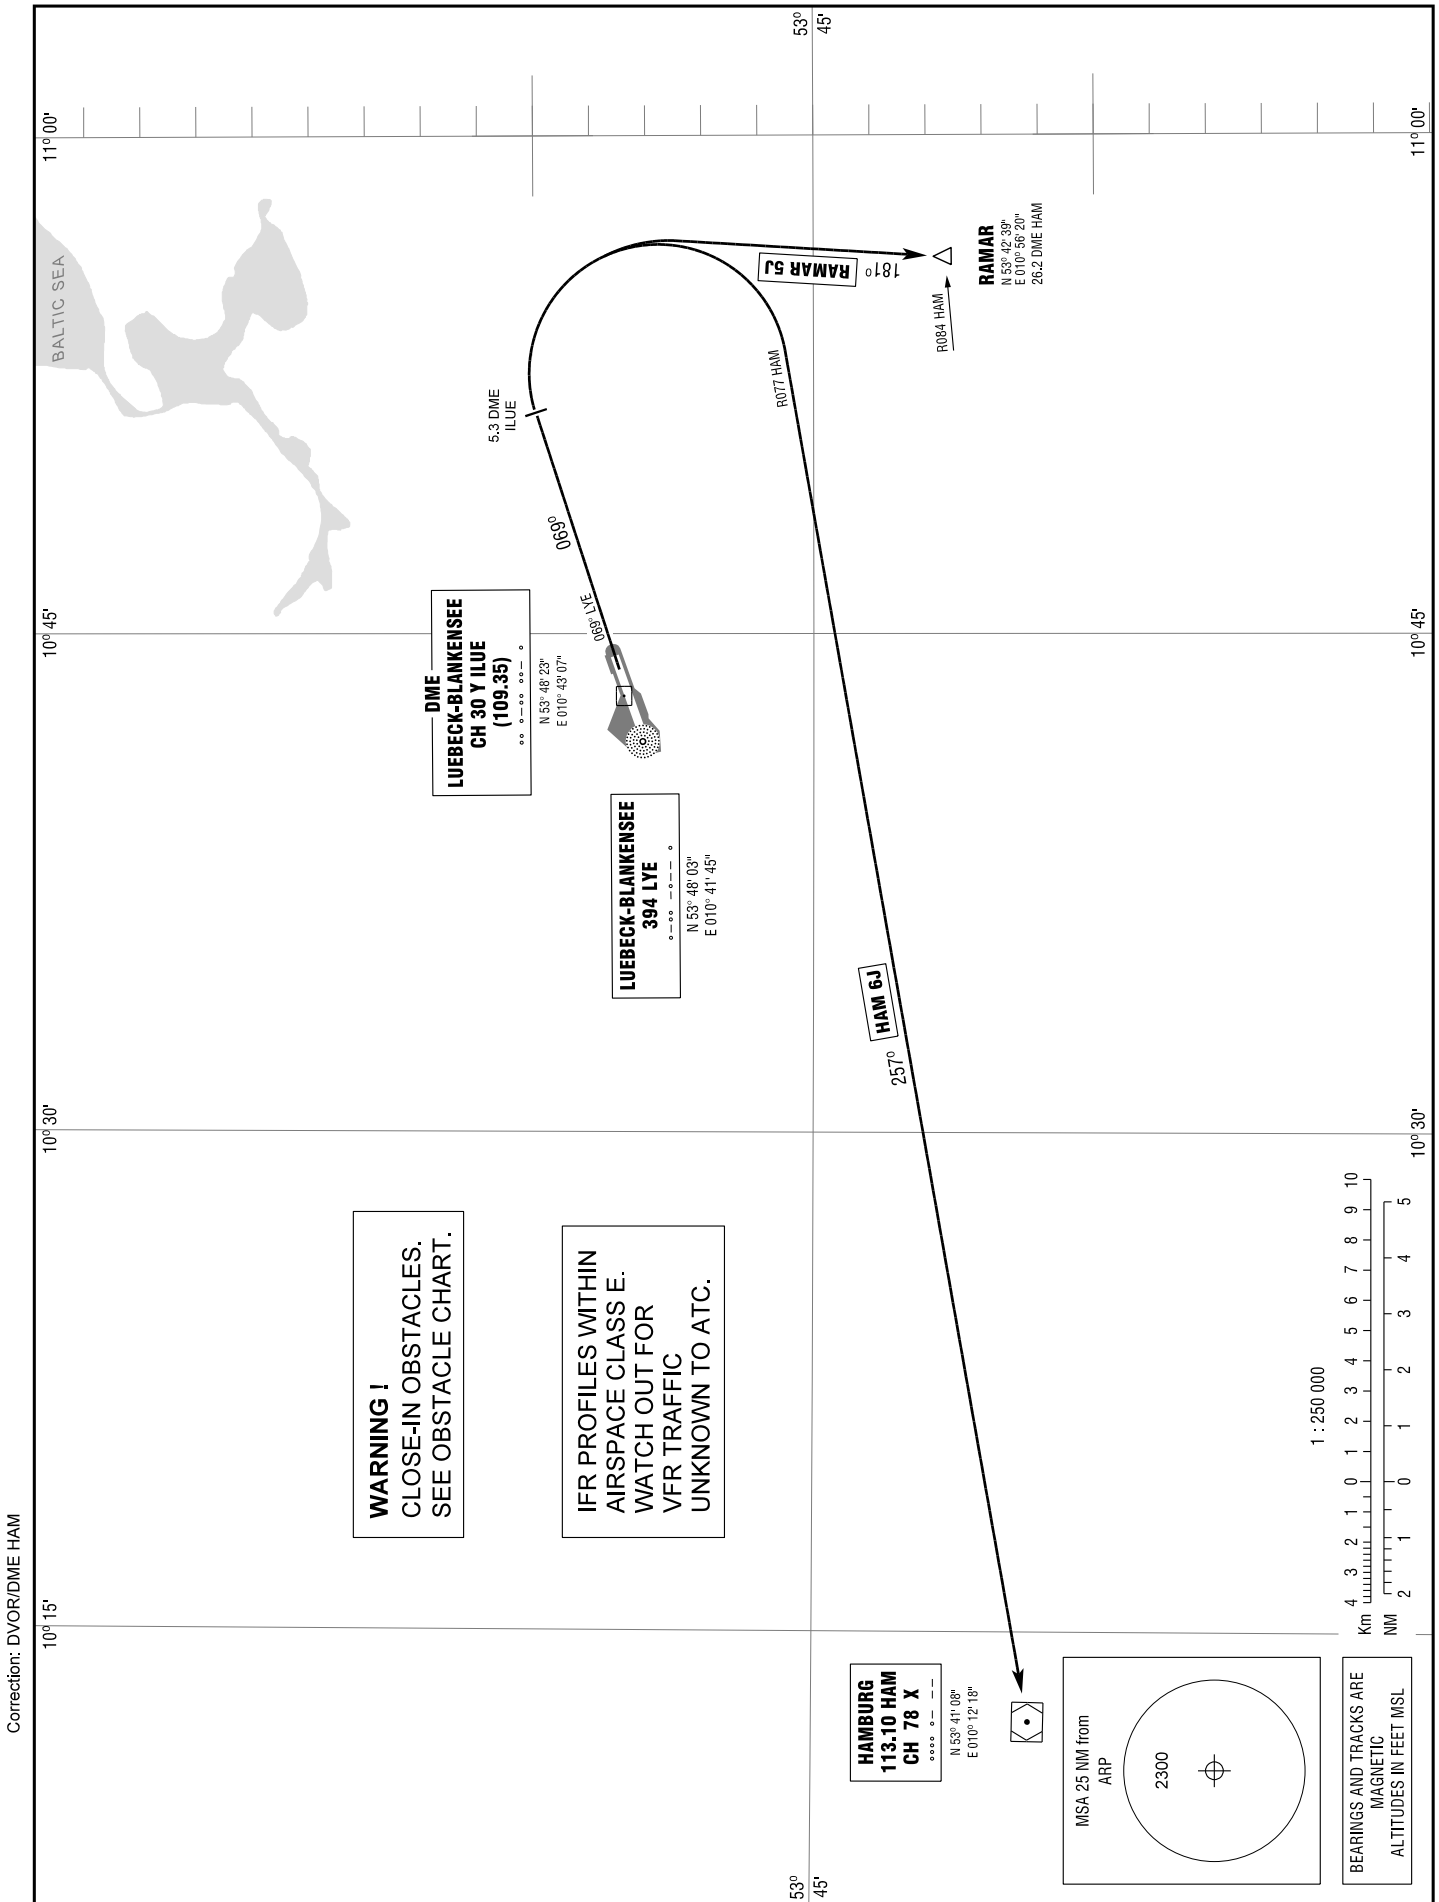 Correction: DVOR/DME HAM
10° 15'
10° 30'
10° 45'
11° 00'
BALTIC SEA
WARNING !
CLOSE-IN OBSTACLES.
SEE OBSTACLE CHART.
IFR PROFILES WITHIN
AIRSPACE CLASS E.
WATCH OUT FOR
VFR TRAFFIC
UNKNOWN TO ATC.
DME
LUEBECK-BLANKENSEE
CH 30 Y ILUE
(109.35)
N 53° 48' 23"
E 010° 43' 07"
5.3 DME
ILUE
069°
069° LYE
LUEBECK-BLANKENSEE
394 LYE
N 53° 48' 03"
E 010° 41' 45"
53°
45'
53°
45'
R077 HAM
RAMAR 5J
181°
R084 HAM
RAMAR
N 53° 42' 39"
E 010° 56' 20"
26.2 DME HAM
HAM 6J
257°
HAMBURG
113.10 HAM
CH 78 X
N 53° 41' 08"
E 010° 12' 18"
MSA 25 NM from
ARP
2300
1 : 250 000
4 3 2 1 0 1 2 3 4 5 6 7 8 9 10
Km
NM
2 1 0 1 2 3 4 5
BEARINGS AND TRACKS ARE
MAGNETIC
ALTITUDES IN FEET MSL
10° 30'
10° 45'
11° 00'